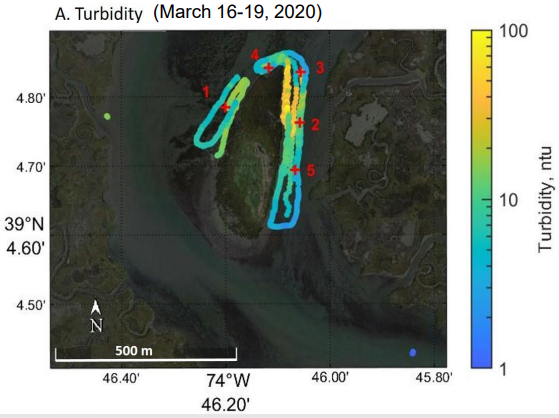 A. Turbidity (March 16-19, 2020)
4
3
1
2
5
4.80'
4.70'
39°N
4.60'
4.50'
N
500 m
46.40'
74°W
46.20'
46.00'
45.80'
100
10
1
Turbidity, ntu